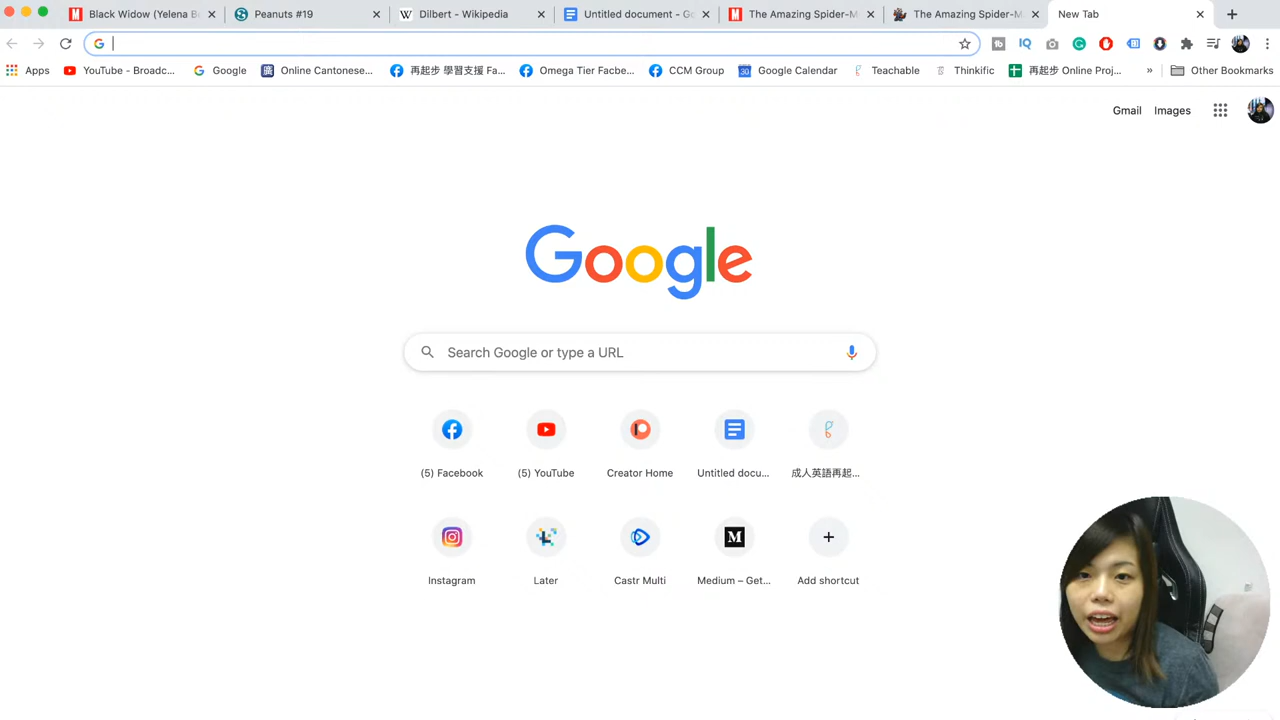 Black Widow (Yelena Be
Peanuts #19
Dilbert - Wikipedia
Untitled document - Go
The Amazing Spider-M
The Amazing Spider-M
New Tab
Apps
YouTube - Broadc...
Google
Online Cantonese...
再起步 學習支援 Fa...
Omega Tier Facbe...
CCM Group
Google Calendar
Teachable
Thinkific
再起步 Online Proj...
»
Other Bookmarks
Gmail
Images
Google
Search Google or type a URL
(5) Facebook
(5) YouTube
Creator Home
Untitled docu...
成人英語再起...
Instagram
Later
Castr Multi
Medium – Get...
Add shortcut